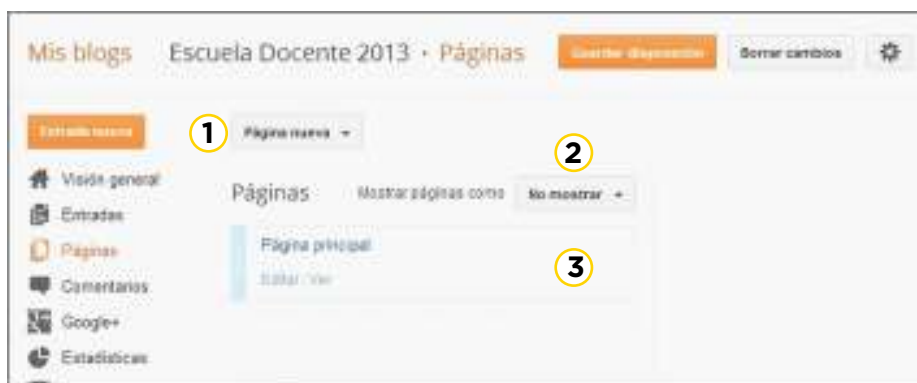 Mis blogs Escuela Docente 2013 · Páginas Guardar disposición Borrar cambios
Entrada nueva 1 Página nueva
2
Visión general
Páginas Mostrar páginas como No mostrar
Entradas
Página principal
Páginas
3
Editar Ver
Comentarios
Google+
Estadísticas